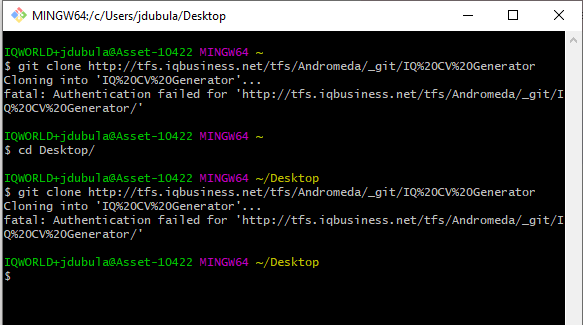 MINGW64:/c/Users/jdubula/Desktop
IQWORLD+jdubula@Asset-10422 MINGW64 ~
$ git clone http://tfs.iqbusiness.net/tfs/Andromeda/_git/IQ%20CV%20Generator
Cloning into 'IQ%20CV%20Generator'...
fatal: Authentication failed for 'http://tfs.iqbusiness.net/tfs/Andromeda/_git/I
Q%20CV%20Generator/'
IQWORLD+jdubula@Asset-10422 MINGW64 ~
$ cd Desktop/
IQWORLD+jdubula@Asset-10422 MINGW64 ~/Desktop
$ git clone http://tfs.iqbusiness.net/tfs/Andromeda/_git/IQ%20CV%20Generator
Cloning into 'IQ%20CV%20Generator'...
fatal: Authentication failed for 'http://tfs.iqbusiness.net/tfs/Andromeda/_git/I
Q%20CV%20Generator/'
IQWORLD+jdubula@Asset-10422 MINGW64 ~/Desktop
$